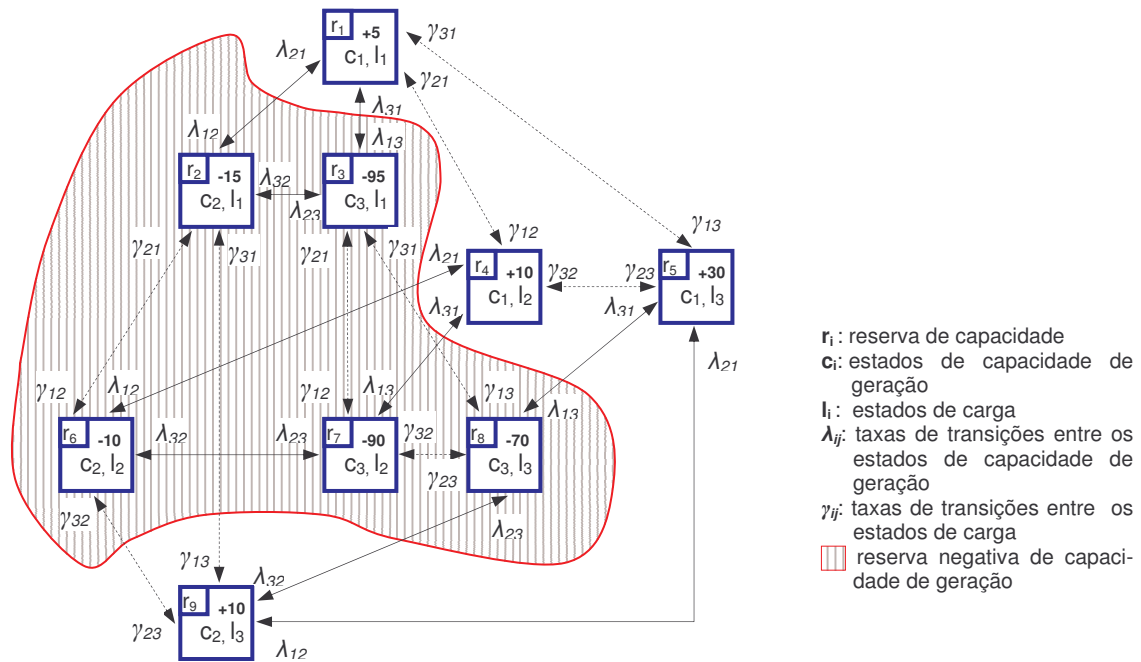 r1 +5
c1, l1
γ31
λ21
γ21
λ31
λ12
λ13
r2 -15
c2, l1
λ32
r3 -95
c3, l1
λ23
γ21
γ31
γ21
γ31
γ12
γ13
λ21
r4 +10
c1, l2
γ32
γ23
r5 +30
c1, l3
λ31
λ31
λ21
γ12
λ12
γ12
λ13
γ13
λ13
r6 -10
c2, l2
λ32
λ23
r7 -90
c3, l2
γ32
r8 -70
c3, l3
γ23
γ32
λ23
γ13
λ32
r9 +10
c2, l3
γ23
λ12
ri : reserva de capacidade
ci: estados de capacidade de
geração
li : estados de carga
λij: taxas de transições entre os
estados de capacidade de
geração
γij: taxas de transições entre os
estados de carga
reserva negativa de capaci-
dade de geração